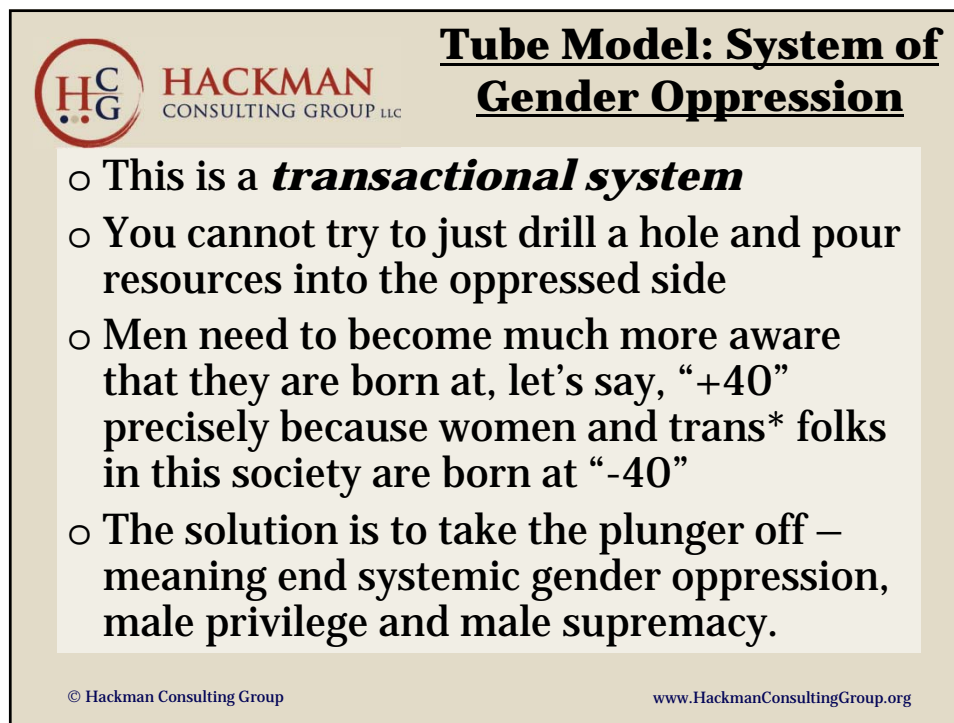 Tube Model: System of
Gender Oppression
H C G
HACKMAN
CONSULTING GROUP LLC
o This is a transactional system
o You cannot try to just drill a hole and pour
resources into the oppressed side
o Men need to become much more aware
that they are born at, let’s say, “+40”
precisely because women and trans* folks
in this society are born at “-40”
o The solution is to take the plunger off –
meaning end systemic gender oppression,
male privilege and male supremacy.
© Hackman Consulting Group
www.HackmanConsultingGroup.org